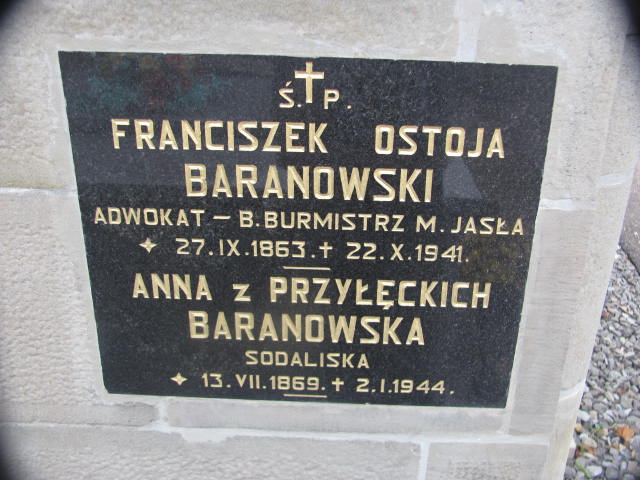 Ś. † P.
FRANCISZEK OSTOJA
BARANOWSKI
ADWOKAT – B. BURMISTRZ M. JASŁA
✦ 27. IX. 1863. † 22. X. 1941.
ANNA z PRZYŁĘCKICH
BARANOWSKA
SODALISKA
✦ 13. VII. 1869. † 2. I. 1944.